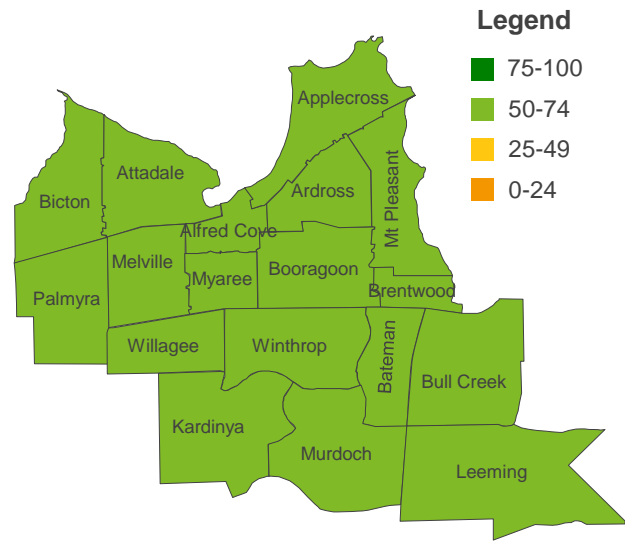 Legend
75-100
50-74
25-49
0-24
Applecross
Attadale
Ardross
Bicton
Mt Pleasant
Alfred Cove
Melville
Booragoon
Myaree
Brentwood
Palmyra
Willagee
Winthrop
Bateman
Bull Creek
Kardinya
Murdoch
Leeming